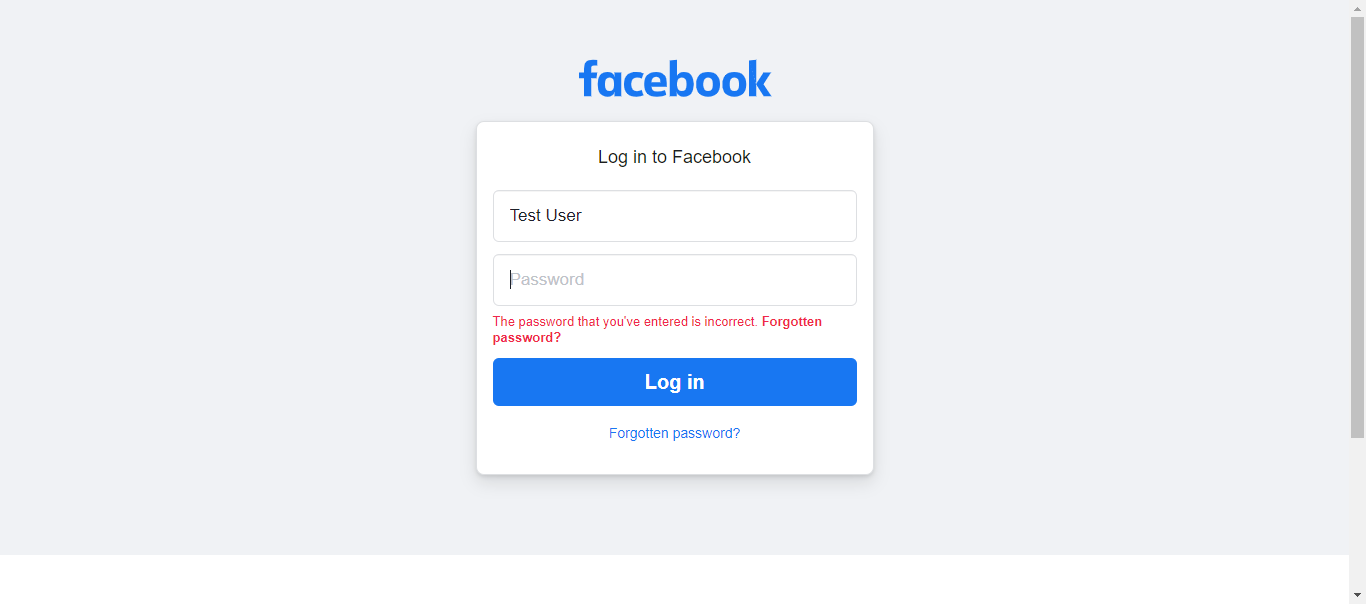 facebook
Log in to Facebook
Test User
Password
The password that you've entered is incorrect. Forgotten
password?
Log in
Forgotten password?